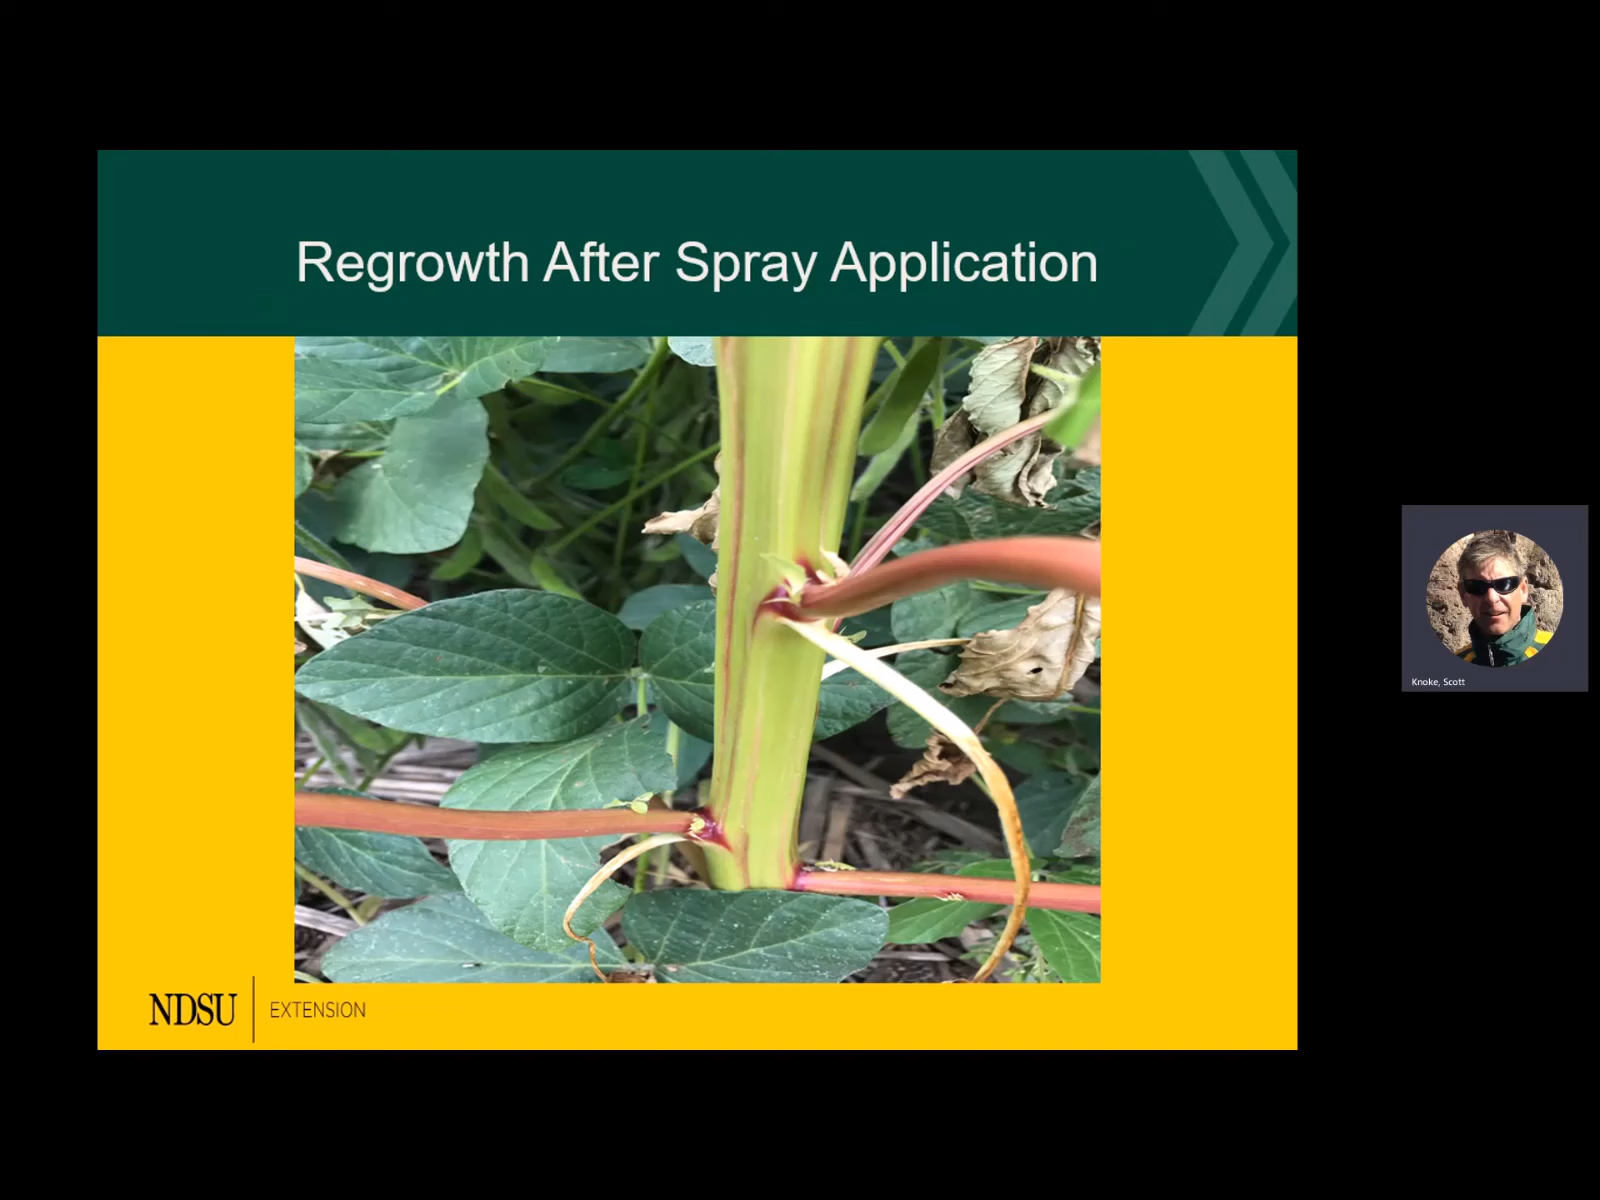 Regrowth After Spray Application
NDSU
EXTENSION
Knoke, Scott